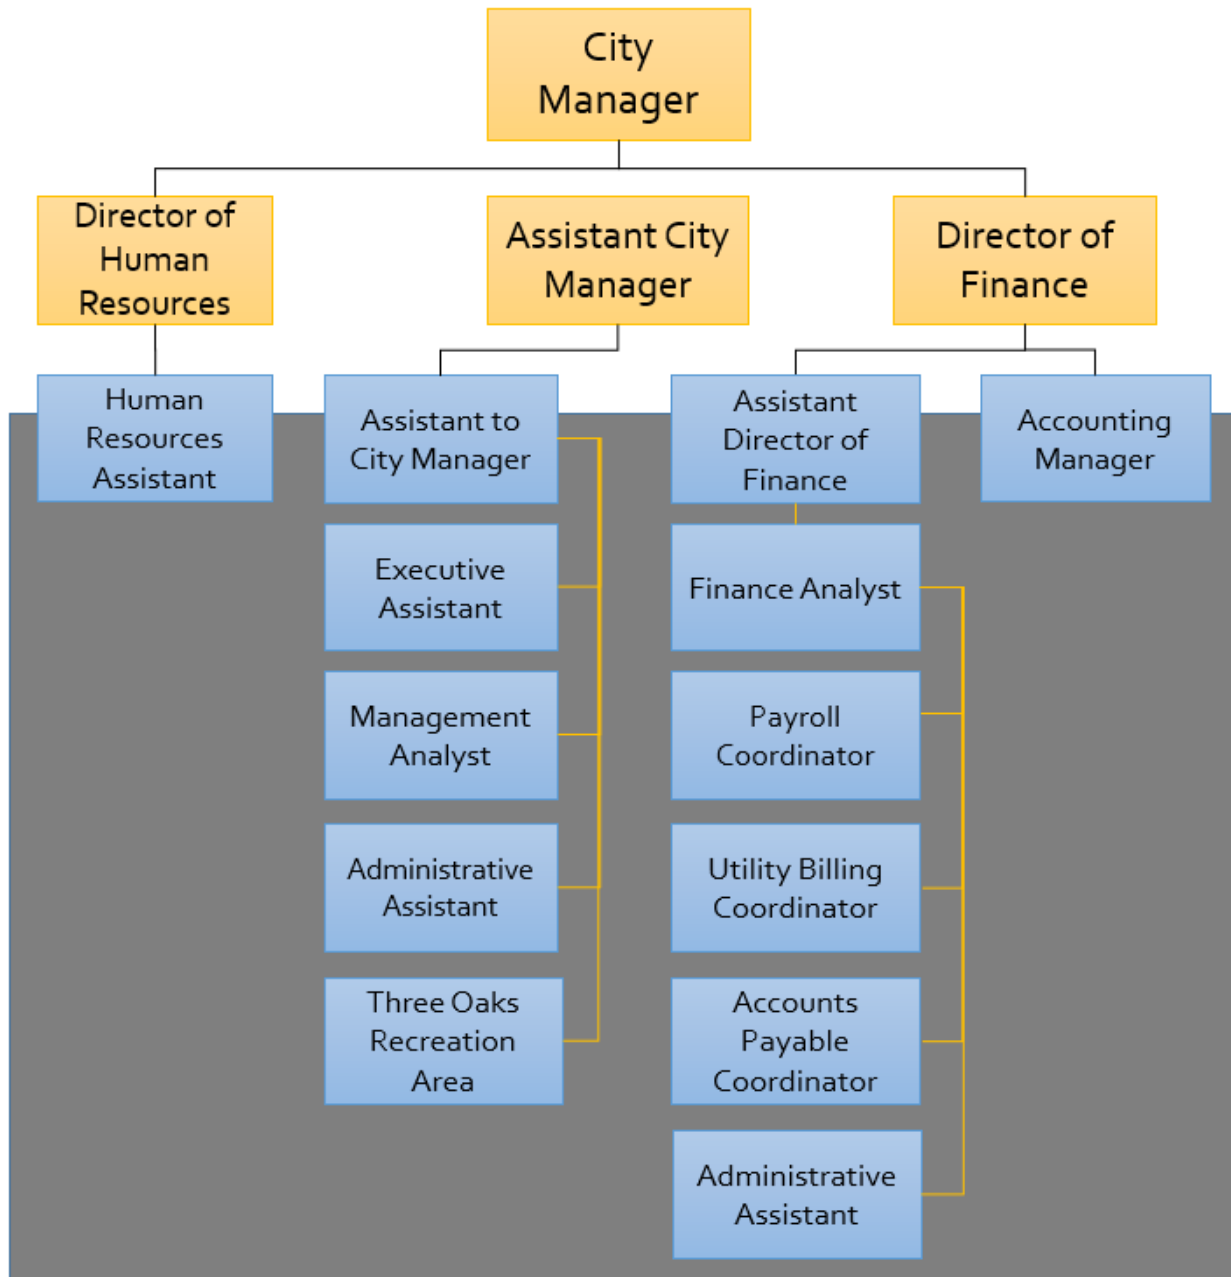 City
Manager
Director of
Human
Resources
Assistant City
Manager
Director of
Finance
Human
Resources
Assistant
Assistant to
City Manager
Assistant
Director of
Finance
Accounting
Manager
Executive
Assistant
Finance Analyst
Management
Analyst
Payroll
Coordinator
Administrative
Assistant
Utility Billing
Coordinator
Three Oaks
Recreation
Area
Accounts
Payable
Coordinator
Administrative
Assistant